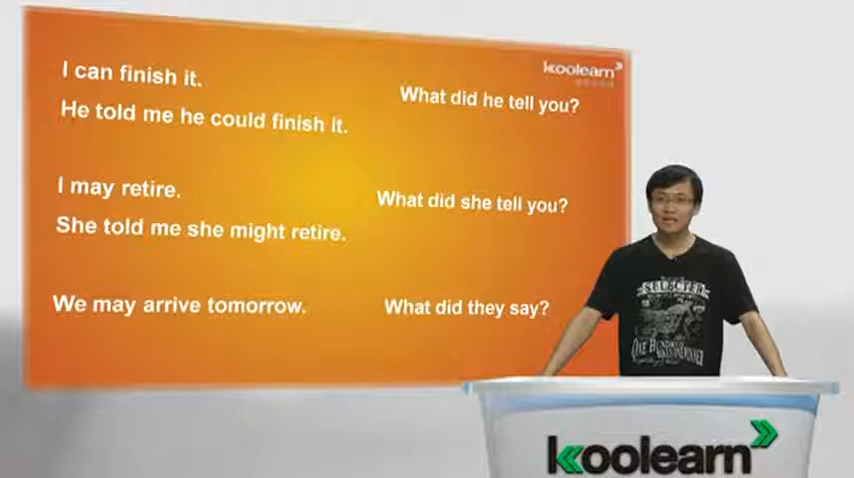 I can finish it.
What did he tell you?
He told me he could finish it.
I may retire.
What did she tell you?
She told me she might retire.
We may arrive tomorrow.
What did they say?
koolearn
SELECTED
ONE HUNDRED
koolearn